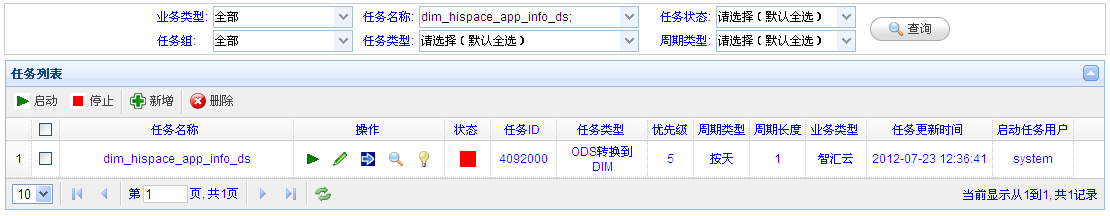 业务类型: 全部 任务名称: dim_hispace_app_info_ds; 任务状态: 请选择 ( 默认全选 ) 查询
任务组: 全部 任务类型: 请选择 ( 默认全选 ) 周期类型: 请选择 ( 默认全选 )
任务列表
启动 停止 新增 删除
任务名称 操作 状态 任务ID 任务类型 优先级 周期类型 周期长度 业务类型 任务更新时间 启动任务用户
1 dim_hispace_app_info_ds 4092000 ODS转换到DIM 5 按天 1 智汇云 2012-07-23 12:36:41 system
10 第 1 页, 共1页 当前显示从1到1, 共1记录